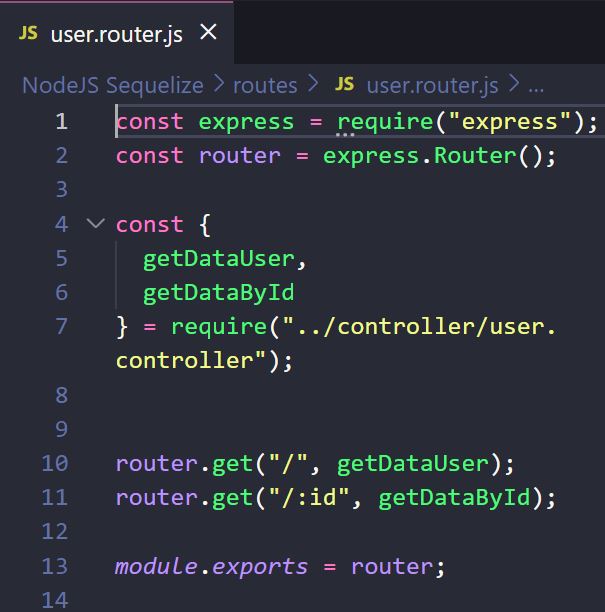 JS user.router.js ×
NodeJS Sequelize > routes > JS user.router.js > ...
1 const express = require("express");
2 const router = express.Router();
3
4 const {
5 getDataUser,
6 getDataById
7 } = require("../controller/user.
controller");
8
9
10 router.get("/", getDataUser);
11 router.get("/:id", getDataById);
12
13 module.exports = router;
14